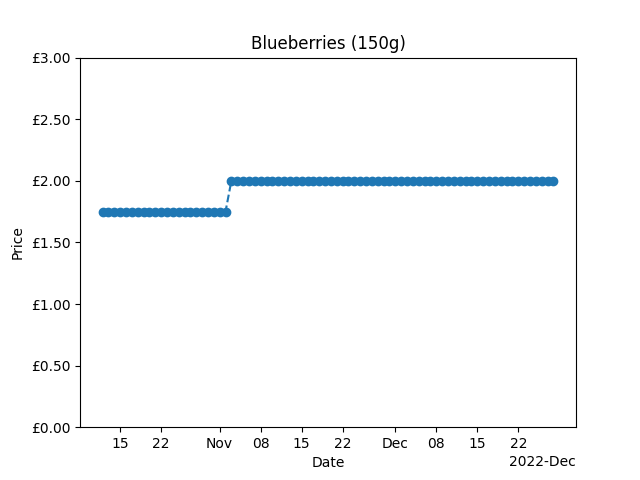 Blueberries (150g)
£3.00
£2.50
£2.00
£1.50
£1.00
£0.50
£0.00
Price
15 22 Nov 08 15 22 Dec 08 15 22
Date
2022-Dec